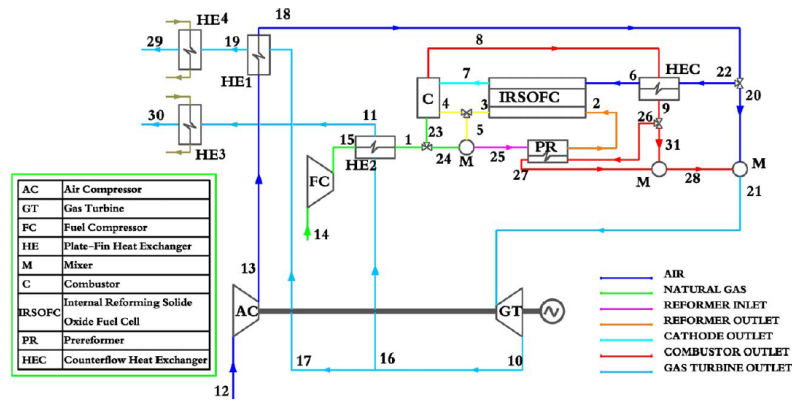 18
HE4
29
19
HE1
30
11
HE3
8
7
6
HEC
22
C
IRSOFC
4
3
2
9
20
26
23
5
15
1
24
M
25
PR
31
HE2
27
M
28
M
21
FC
14
AC
Air Compressor
GT
Gas Turbine
FC
Fuel Compressor
HE
Plate-Fin Heat Exchanger
M
Mixer
C
Combustor
IRSOFC
Internal Reforming Solide
Oxide Fuel Cell
PR
Prereformer
HEC
Counterflow Heat Exchanger
13
AC
GT
17
16
10
12
AIR
NATURAL GAS
REFORMER INLET
REFORMER OUTLET
CATHODE OUTLET
COMBUSTOR OUTLET
GAS TURBINE OUTLET